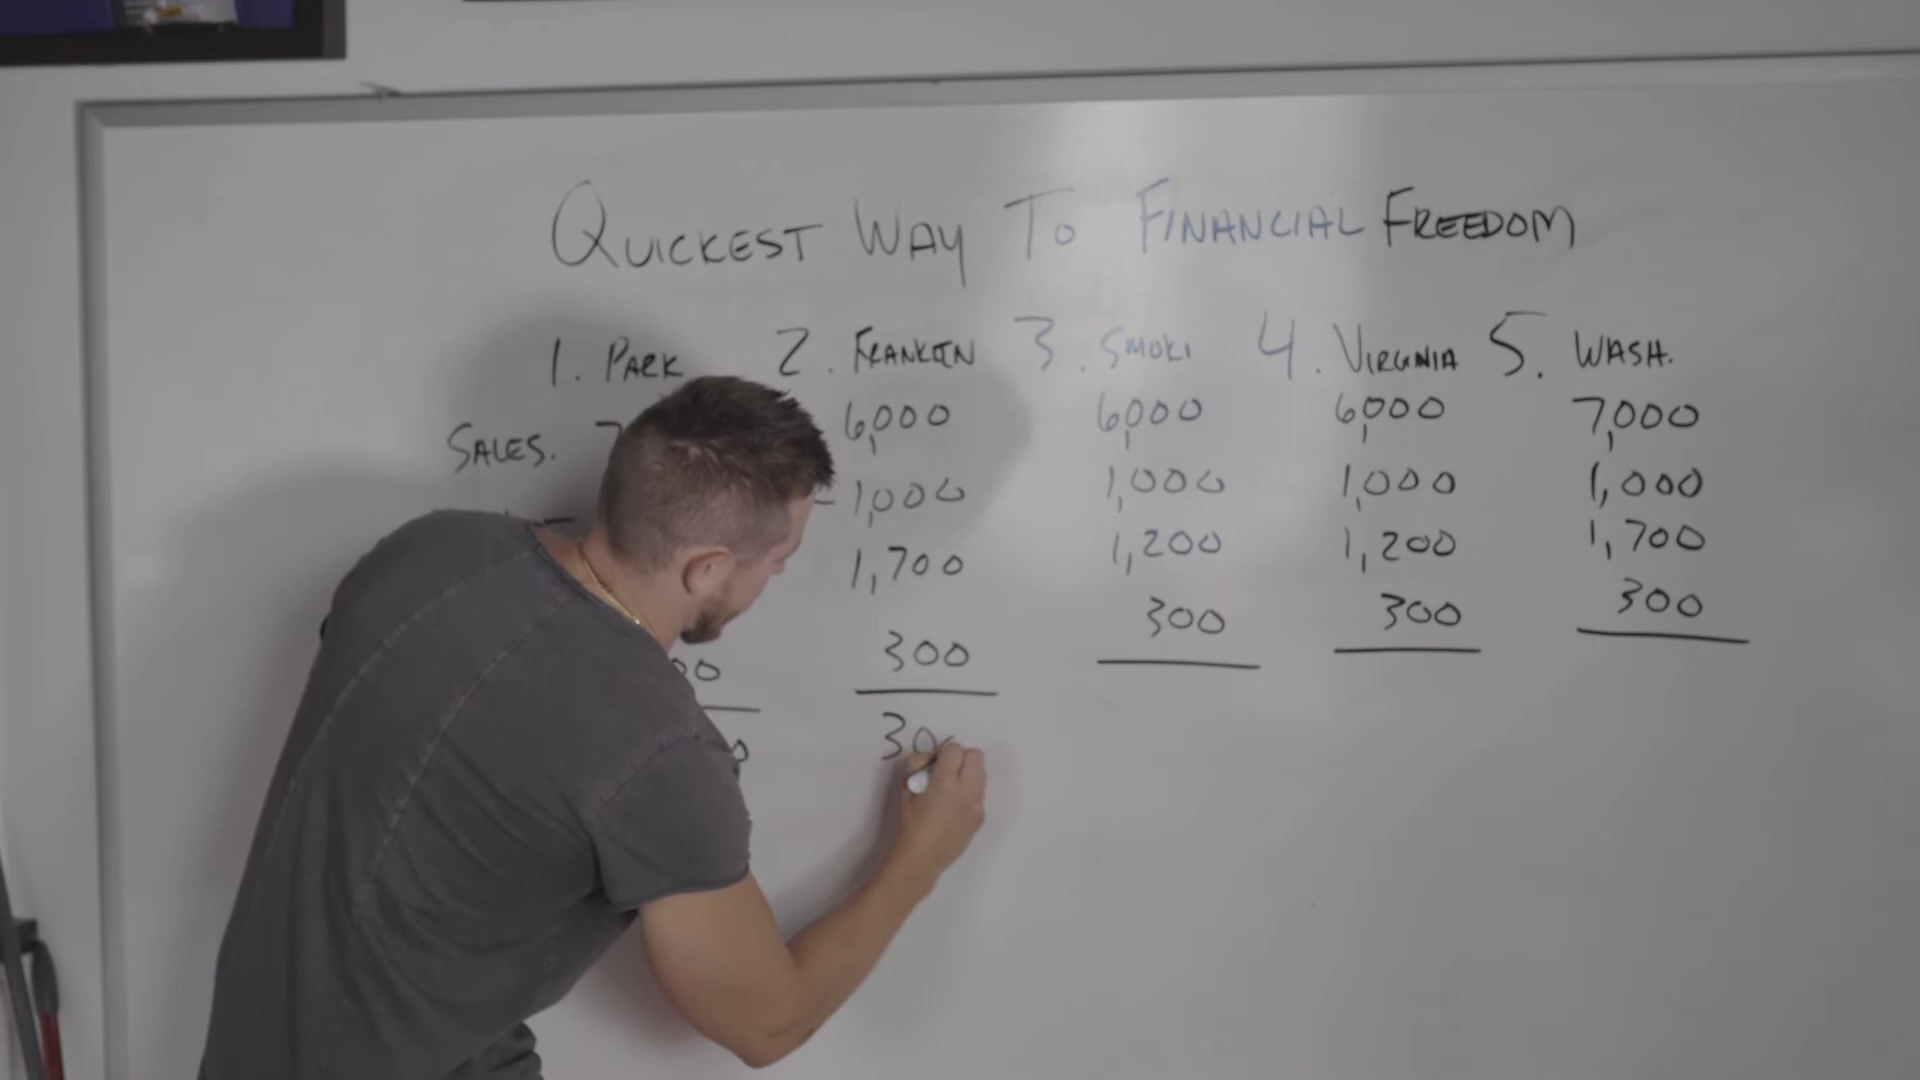 QUICKEST WAY TO FINANCIAL FREEDOM
1. PARK 2. FRANKLIN 3. SMOKI 4. VIRGINIA 5. WASH.
SALES. 6,000 6,000 6,000 7,000
- 1,000 1,000 1,000 1,000
1,700 1,200 1,200 1,700
300 300 300 300
30